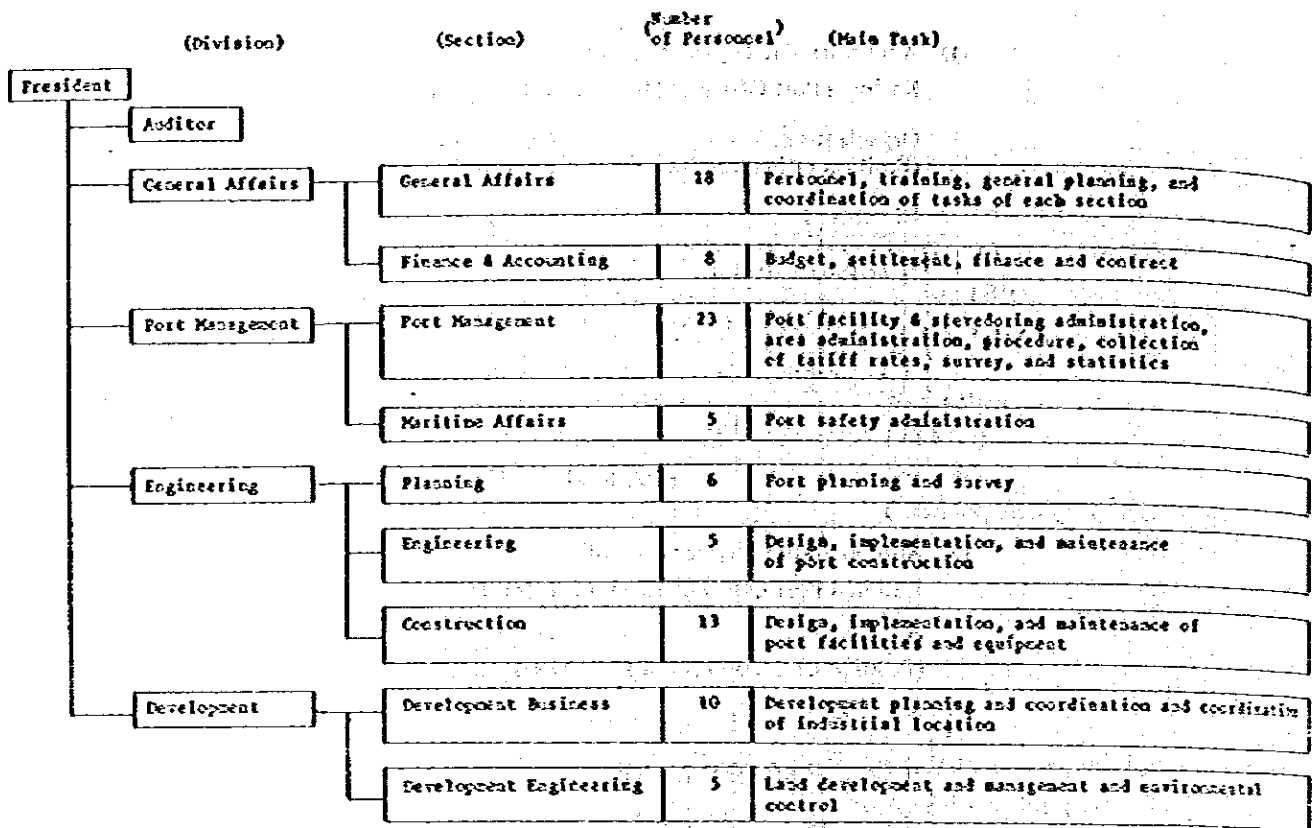 (Division) (Section) (Number of Personnel) (Main Task)
President
Auditor
General Affairs
General Affairs 18 Personnel, training, general planning, and
coordination of tasks of each section
Finance & Accounting 8 Budget, settlement, finance and contract
Port Management
Port Management 23 Port facility & stevedoring administration,
area administration, procedure, collection
of tariff rates, survey, and statistics
Maritime Affairs 5 Port safety administration
Engineering
Planning 6 Port planning and survey
Engineering 5 Design, implementation, and maintenance
of port construction
Construction 13 Design, implementation, and maintenance of
port facilities and equipment
Development
Development Business 10 Development planning and coordination and coordination
of industrial location
Development Engineering 5 Land development and management and environmental
control